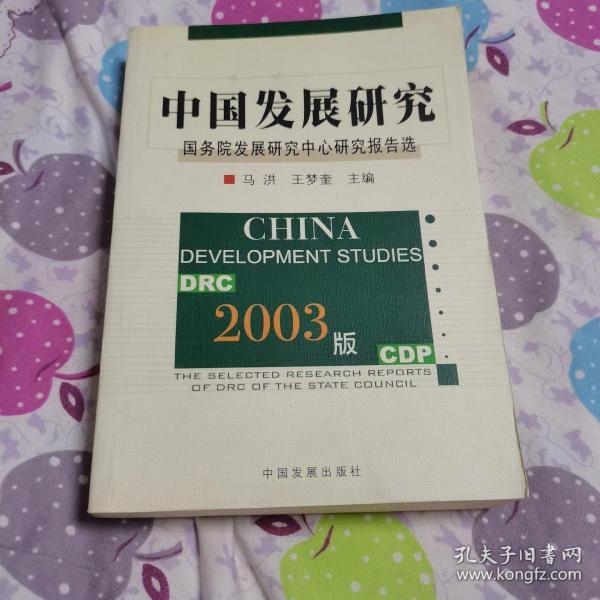 中国发展研究
国务院发展研究中心研究报告选
马洪 王梦奎 主编
CHINA
DEVELOPMENT STUDIES
DRC
2003版
CDP
THE SELECTED RESEARCH REPORTS
OF DRC OF THE STATE COUNCIL
中国发展出版社
孔夫子旧书网
www.kongfz.com